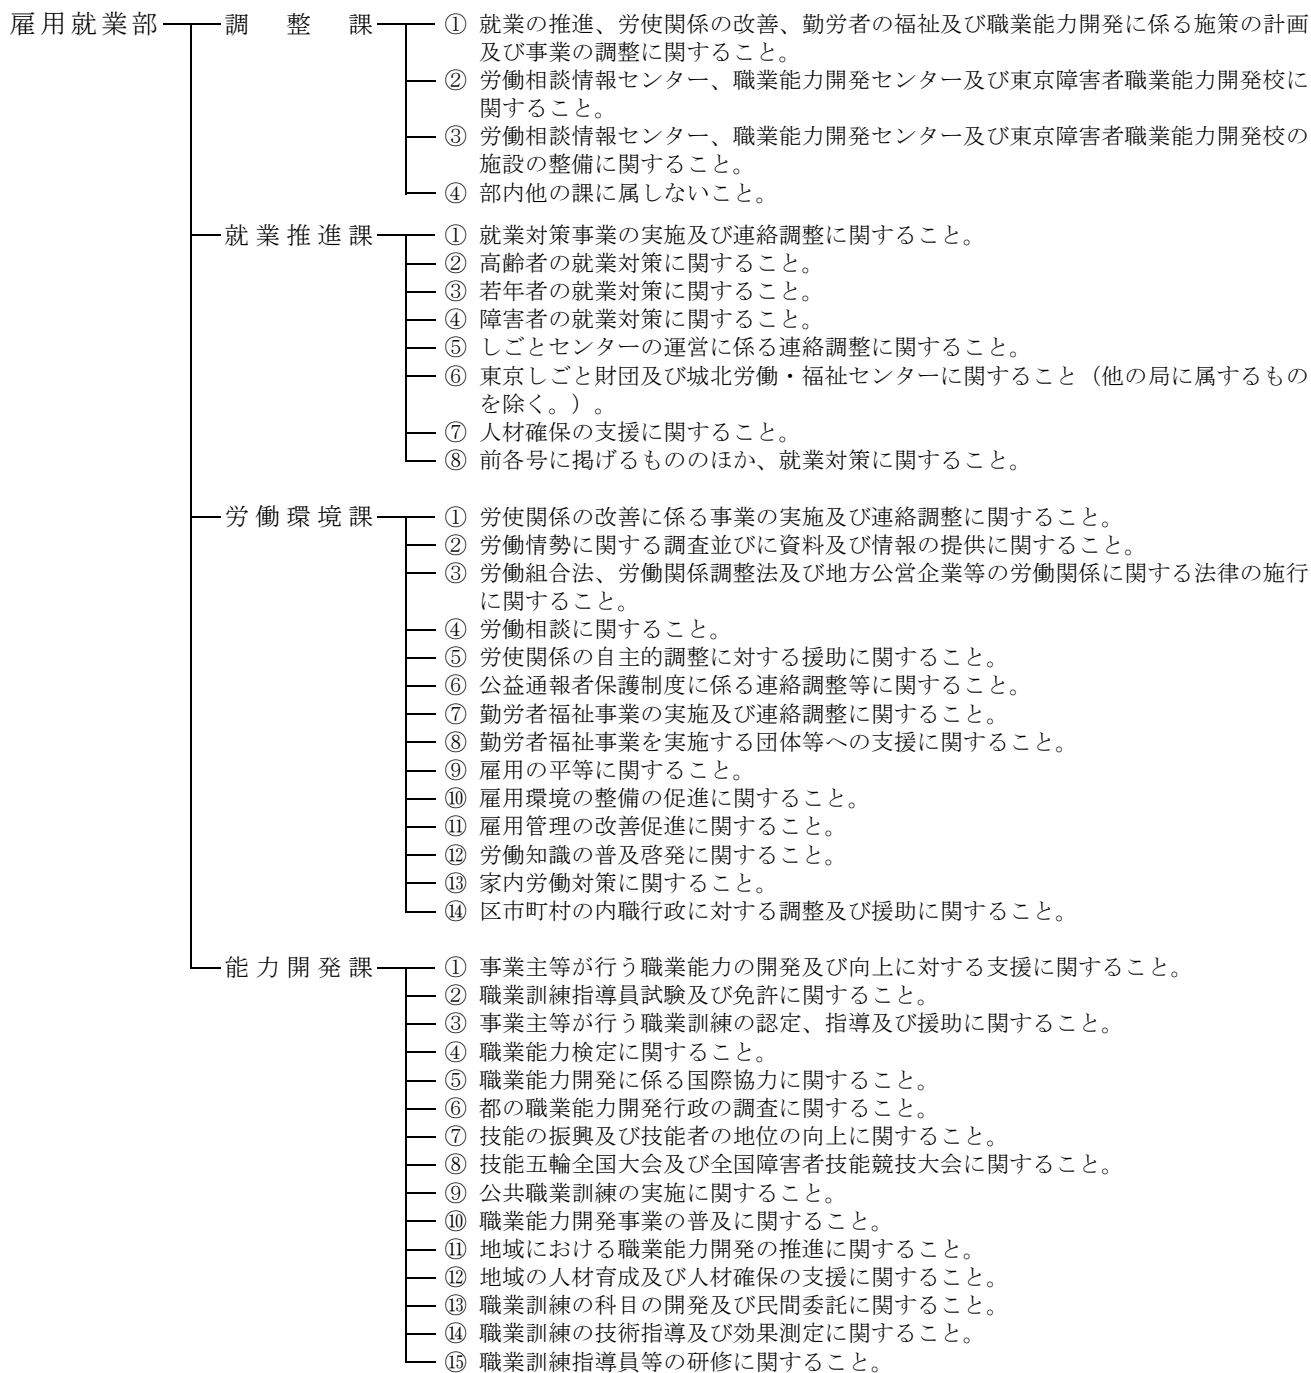 雇用就業部 調整課 ① 就業の推進、労使関係の改善、勤労者の福祉及び職業能力開発に係る施策の計画
及び事業の調整に関すること。
② 労働相談情報センター、職業能力開発センター及び東京障害者職業能力開発校に
関すること。
③ 労働相談情報センター、職業能力開発センター及び東京障害者職業能力開発校の
施設の整備に関すること。
④ 部内他の課に属しないこと。
就業推進課 ① 就業対策事業の実施及び連絡調整に関すること。
② 高齢者の就業対策に関すること。
③ 若年者の就業対策に関すること。
④ 障害者の就業対策に関すること。
⑤ しごとセンターの運営に係る連絡調整に関すること。
⑥ 東京しごと財団及び城北労働・福祉センターに関すること（他の局に属するもの
を除く。）。
⑦ 人材確保の支援に関すること。
⑧ 前各号に掲げるもののほか、就業対策に関すること。
労働環境課 ① 労使関係の改善に係る事業の実施及び連絡調整に関すること。
② 労働情勢に関する調査並びに資料及び情報の提供に関すること。
③ 労働組合法、労働関係調整法及び地方公営企業等の労働関係に関する法律の施行
に関すること。
④ 労働相談に関すること。
⑤ 労使関係の自主的調整に対する援助に関すること。
⑥ 公益通報者保護制度に係る連絡調整等に関すること。
⑦ 勤労者福祉事業の実施及び連絡調整に関すること。
⑧ 勤労者福祉事業を実施する団体等への支援に関すること。
⑨ 雇用の平等に関すること。
⑩ 雇用環境の整備の促進に関すること。
⑪ 雇用管理の改善促進に関すること。
⑫ 労働知識の普及啓発に関すること。
⑬ 家内労働対策に関すること。
⑭ 区市町村の内職行政に対する調整及び援助に関すること。
能力開発課 ① 事業主等が行う職業能力の開発及び向上に対する支援に関すること。
② 職業訓練指導員試験及び免許に関すること。
③ 事業主等が行う職業訓練の認定、指導及び援助に関すること。
④ 職業能力検定に関すること。
⑤ 職業能力開発に係る国際協力に関すること。
⑥ 都の職業能力開発行政の調査に関すること。
⑦ 技能の振興及び技能者の地位の向上に関すること。
⑧ 技能五輪全国大会及び全国障害者技能競技大会に関すること。
⑨ 公共職業訓練の実施に関すること。
⑩ 職業能力開発事業の普及に関すること。
⑪ 地域における職業能力開発の推進に関すること。
⑫ 地域の人材育成及び人材確保の支援に関すること。
⑬ 職業訓練の科目の開発及び民間委託に関すること。
⑭ 職業訓練の技術指導及び効果測定に関すること。
⑮ 職業訓練指導員等の研修に関すること。